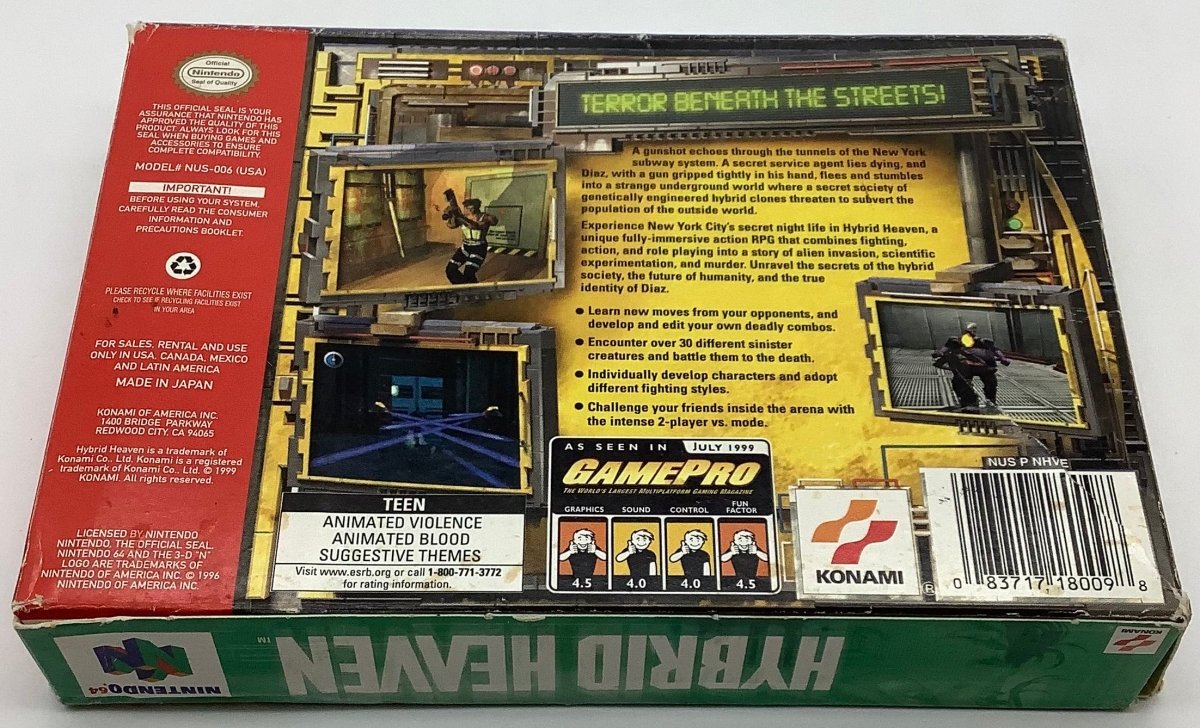 Official
Nintendo
Seal of Quality
THIS OFFICIAL SEAL IS YOUR
ASSURANCE THAT NINTENDO HAS
APPROVED THE QUALITY OF THIS
PRODUCT. ALWAYS LOOK FOR THIS
SEAL WHEN BUYING GAMES AND
ACCESSORIES TO ENSURE
COMPLETE COMPATIBILITY.
MODEL# NUS-006 (USA)
IMPORTANT!
BEFORE USING YOUR SYSTEM,
CAREFULLY READ THE CONSUMER
INFORMATION AND
PRECAUTIONS BOOKLET.
PLEASE RECYCLE WHERE FACILITIES EXIST
CHECK TO SEE IF RECYCLING FACILITIES EXIST
IN YOUR AREA
FOR SALES, RENTAL AND USE
ONLY IN USA, CANADA, MEXICO
AND LATIN AMERICA
MADE IN JAPAN
KONAMI OF AMERICA INC.
1400 BRIDGE PARKWAY
REDWOOD CITY, CA 94065
Hybrid Heaven is a trademark of
Konami Co., Ltd. Konami is a registered
trademark of Konami Co., Ltd. © 1999
KONAMI. All rights reserved.
LICENSED BY NINTENDO
NINTENDO, THE OFFICIAL SEAL,
NINTENDO 64 AND THE 3-D "N"
LOGO ARE TRADEMARKS OF
NINTENDO OF AMERICA INC. © 1996
NINTENDO OF AMERICA INC.
TERROR BENEATH THE STREETS!
A gunshot echoes through the tunnels of the New York
subway system. A secret service agent lies dying, and
Diaz, with a gun gripped tightly in his hand, flees and stumbles
into a strange underground world where a secret society of
genetically engineered hybrid clones threaten to subvert the
population of the outside world.
Experience New York City's secret night life in Hybrid Heaven, a
unique fully-immersive action RPG that combines fighting,
action, and role playing into a story of alien invasion, scientific
experimentation, and murder. Unravel the secrets of the hybrid
society, the future of humanity, and the true
identity of Diaz.
• Learn new moves from your opponents, and
develop and edit your own deadly combos.
• Encounter over 30 different sinister
creatures and battle them to the death.
• Individually develop characters and adopt
different fighting styles.
• Challenge your friends inside the arena with
the intense 2-player vs. mode.
TEEN
ANIMATED VIOLENCE
ANIMATED BLOOD
SUGGESTIVE THEMES
Visit www.esrb.org or call 1-800-771-3772
for rating information.
AS SEEN IN JULY 1999
GAMEPRO
THE WORLD'S LARGEST MULTIPLATFORM GAMING MAGAZINE
GRAPHICS SOUND CONTROL FUN FACTOR
4.5 4.0 4.0 4.5
KONAMI
®
NUS P NHVE
0 83717 18009 8
NINTENDO 64
HYBRID HEAVEN™
KONAMI